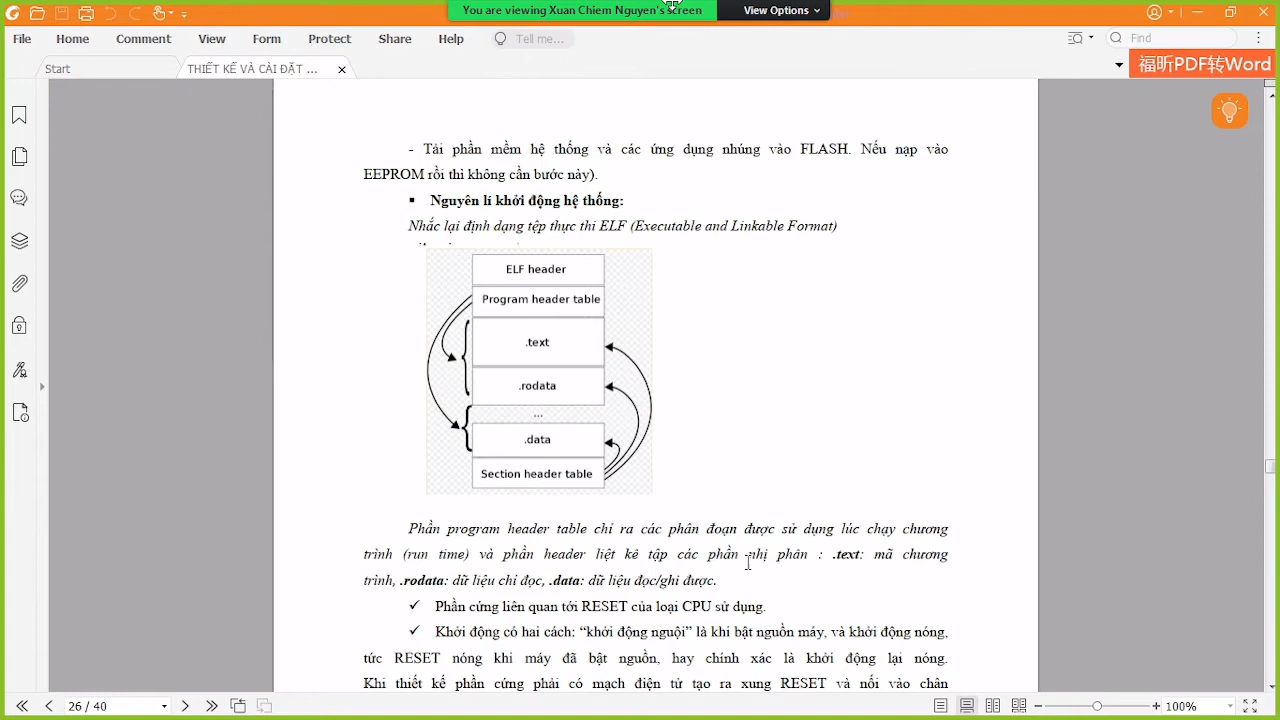 You are viewing Xuan Chiem Nguyen's screen
View Options
File Home Comment View Form Protect Share Help Tell me... Find
Start
THIẾT KẾ VÀ CÀI ĐẶT ...
福昕PDF转Word
- Tải phần mềm hệ thống và các ứng dụng nhúng vào FLASH. Nếu nạp vào
EEPROM rồi thì không cần bước này).
▪ Nguyên lí khởi động hệ thống:
Nhắc lại định dạng tệp thực thi ELF (Executable and Linkable Format)
ELF header
Program header table
.text
.rodata
...
.data
Section header table
Phần program header table chỉ ra các phân đoạn được sử dụng lúc chạy chương
trình (run time) và phần header liệt kê tập các phần nhị phân : .text: mã chương
trình, .rodata: dữ liệu chỉ đọc, .data: dữ liệu đọc/ghi được.
✓ Phần cứng liên quan tới RESET của loại CPU sử dụng.
✓ Khởi động có hai cách: “khởi động nguội” là khi bật nguồn máy, và khởi động nóng,
tức RESET nóng khi máy đã bật nguồn, hay chính xác là khởi động lại nóng.
Khi thiết kế phần cứng phải có mạch điện tử tạo ra xung RESET và nối vào chân
26 / 40
100%